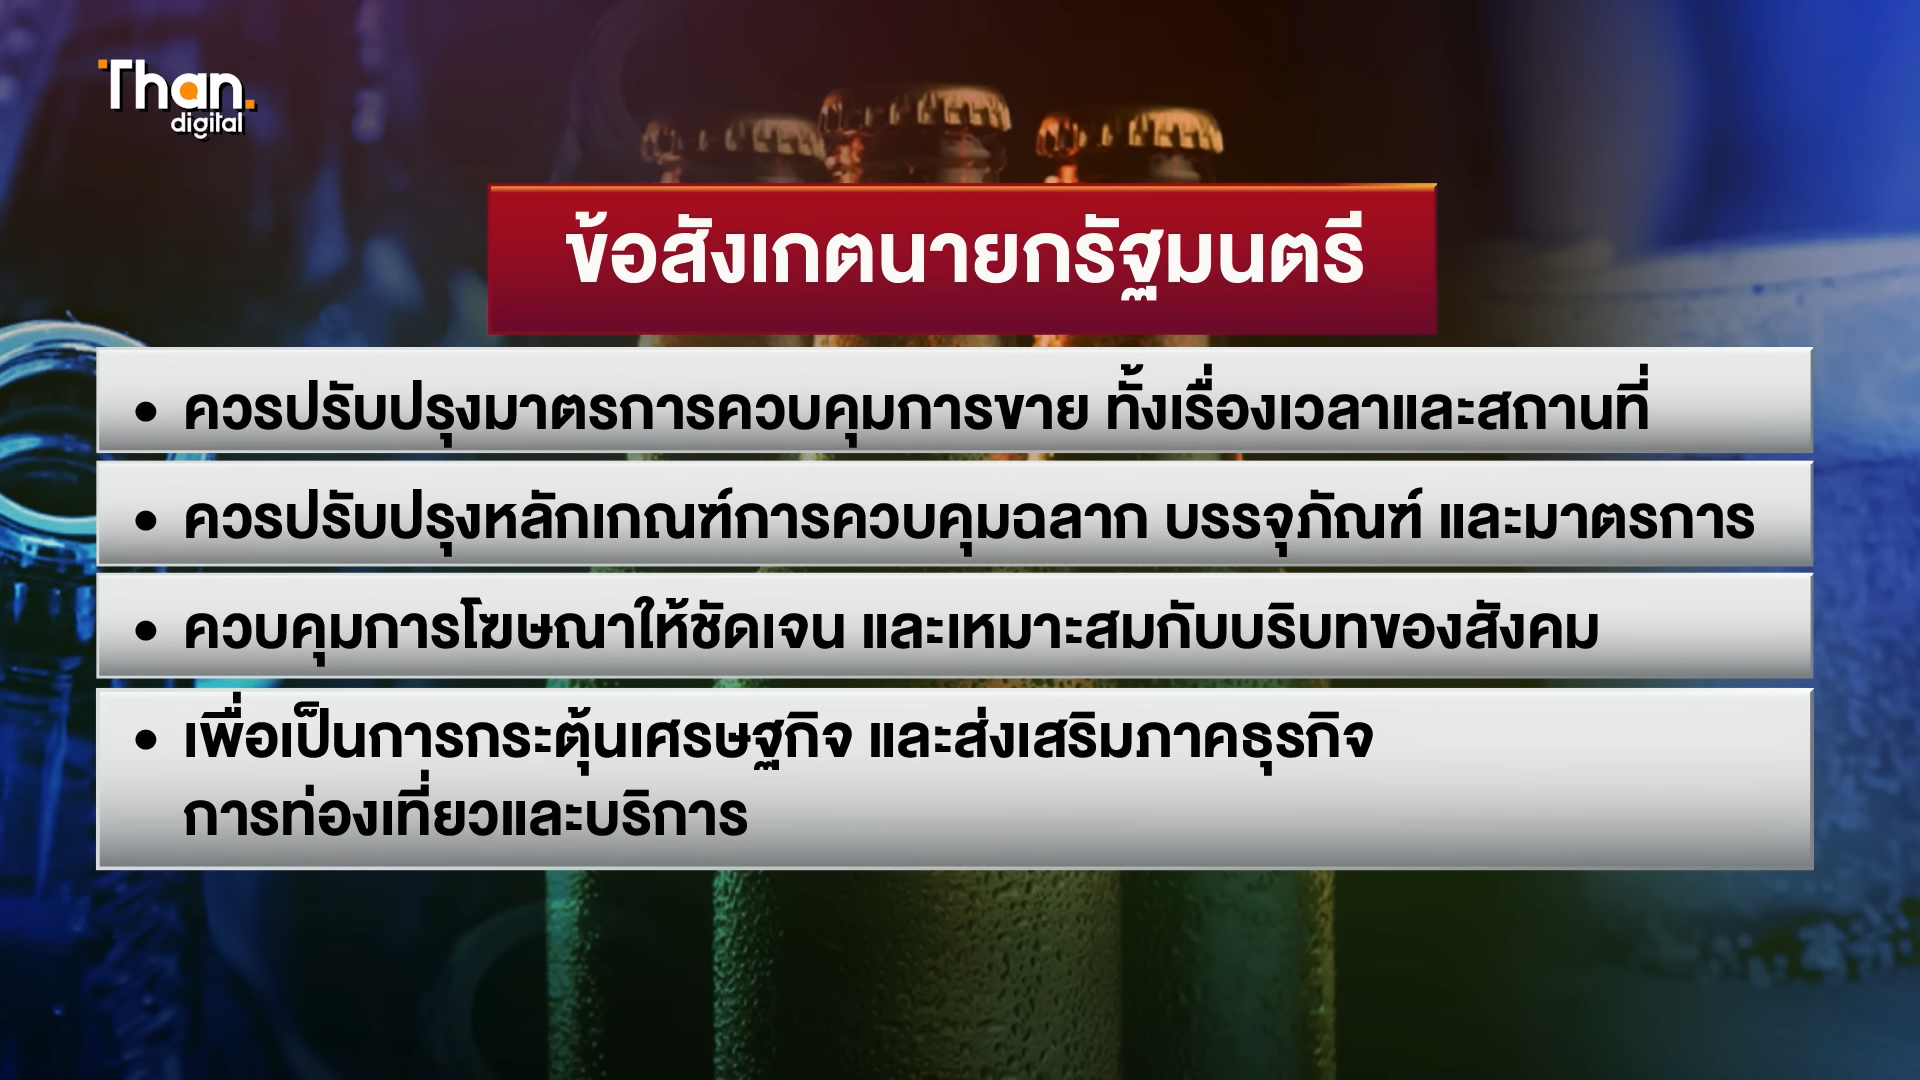 Than.
digital
ข้อสังเกตนายกรัฐมนตรี
• ควรปรับปรุงมาตรการควบคุมการขาย ทั้งเรื่องเวลาและสถานที่
• ควรปรับปรุงหลักเกณฑ์การควบคุมฉลาก บรรจุภัณฑ์ และมาตรการ
• ควบคุมการโฆษณาให้ชัดเจน และเหมาะสมกับบริบทของสังคม
• เพื่อเป็นการกระตุ้นเศรษฐกิจ และส่งเสริมภาคธุรกิจ
การท่องเที่ยวและบริการ